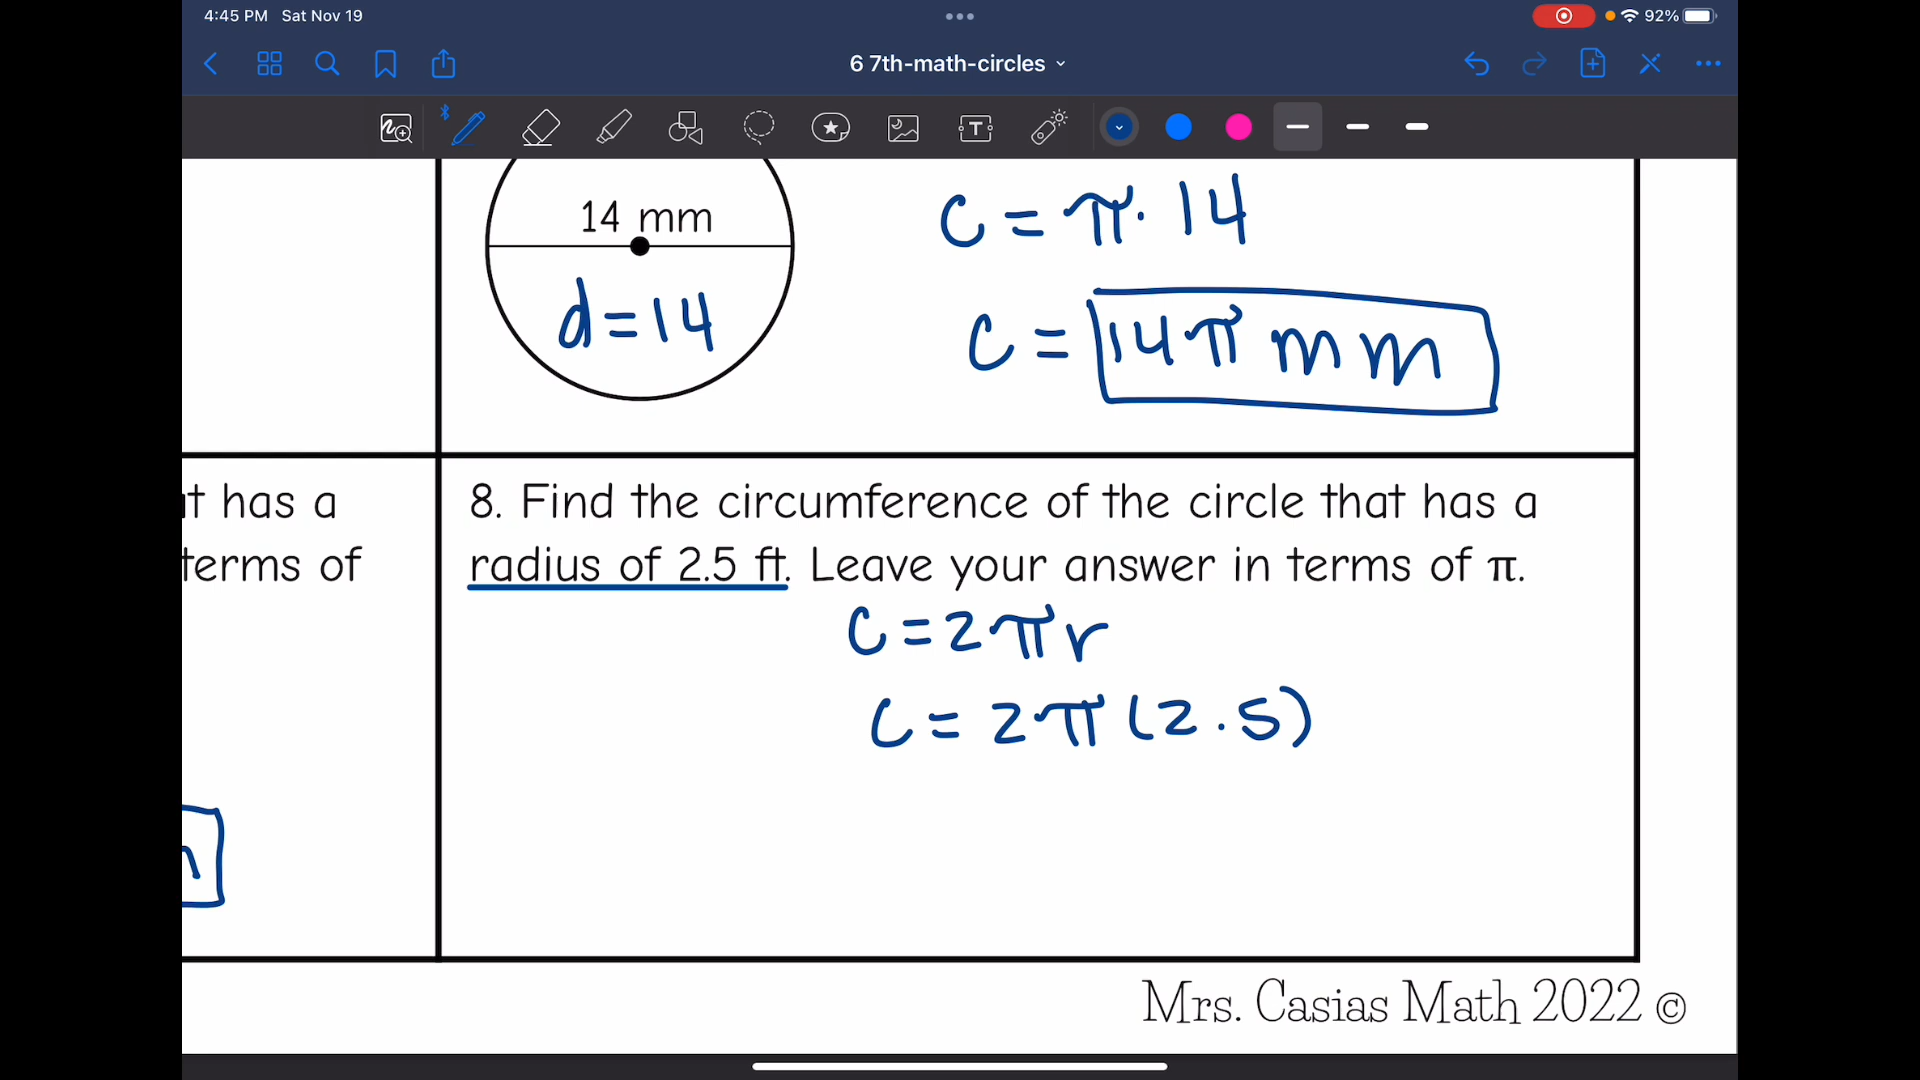 4:45 PM Sat Nov 19
92%
6 7th-math-circles
T
14 mm
d=14
C = π · 14
C = 14π mm
t has a
terms of
8. Find the circumference of the circle that has a
radius of 2.5 ft. Leave your answer in terms of π.
C = 2πr
C = 2π(2.5)
Mrs. Casias Math 2022 ©